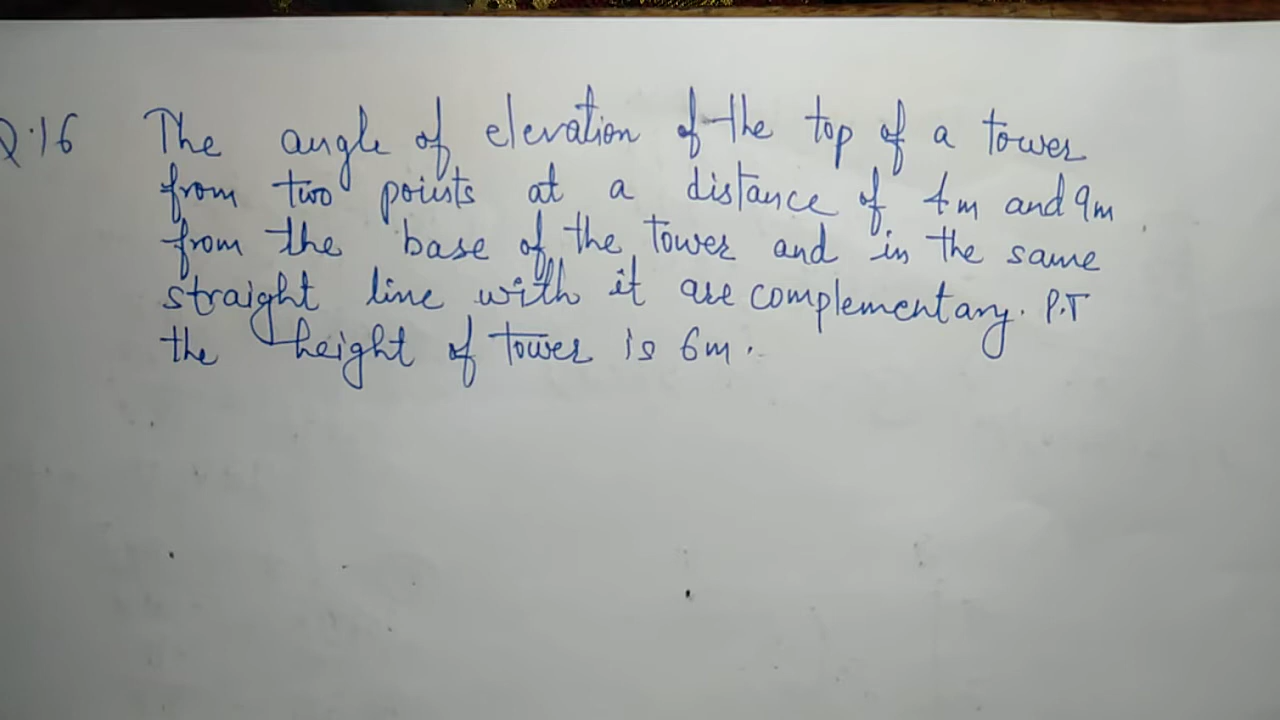 Q.16 The angle of elevation of the top of a tower
from two points at a distance of 4m and 9m
from the base of the tower and in the same
straight line with it are complementary. P.T
the height of tower is 6m.